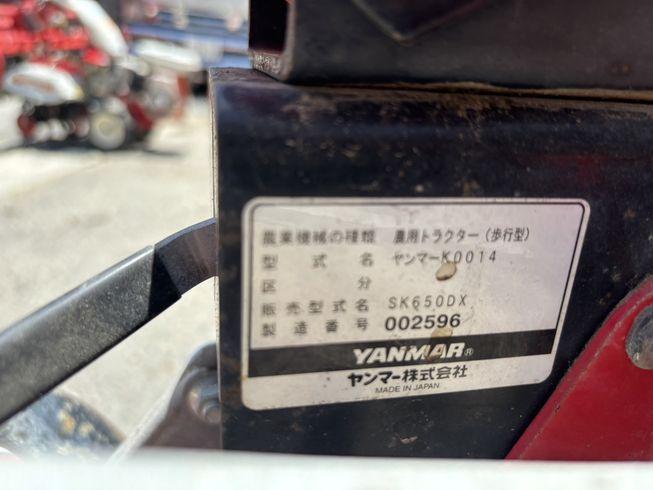 農業機械の種類 農用トラクター(歩行型)
型式名 ヤンマーK0014
区分
販売型式名 SK650DX
製造番号 002596
YANMAR®
ヤンマー株式会社
MADE IN JAPAN